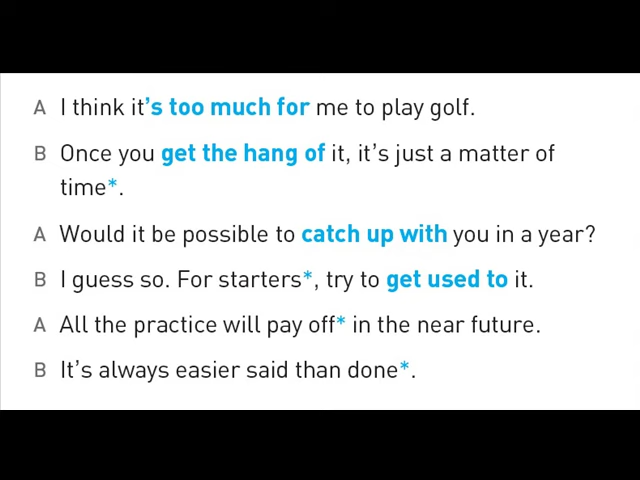 A I think it's too much for me to play golf.
B Once you get the hang of it, it's just a matter of
time*.
A Would it be possible to catch up with you in a year?
B I guess so. For starters*, try to get used to it.
A All the practice will pay off* in the near future.
B It's always easier said than done*.